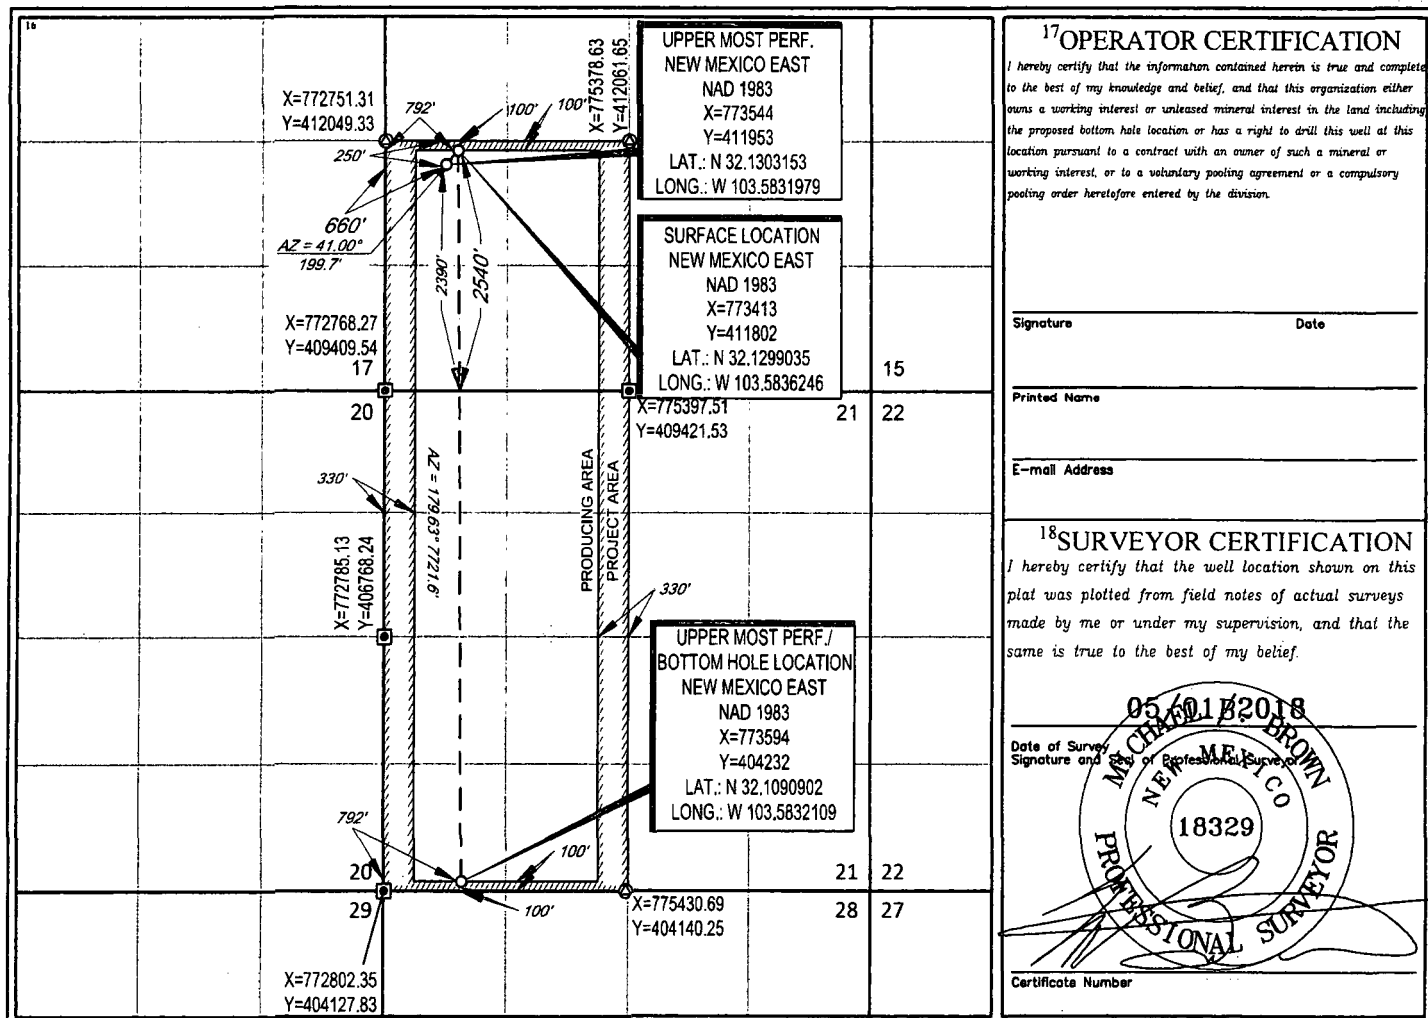 16
X=772751.31
Y=412049.33
792'
100'
100'
X=775378.63
Y=412061.65
250'
660'
AZ = 41.00°
199.7'
2390'
2540'
UPPER MOST PERF.
NEW MEXICO EAST
NAD 1983
X=773544
Y=411953
LAT.: N 32.1303153
LONG.: W 103.5831979
SURFACE LOCATION
NEW MEXICO EAST
NAD 1983
X=773413
Y=411802
LAT.: N 32.1299035
LONG.: W 103.5836246
X=772768.27
Y=409409.54
17
15
20
X=775397.51
Y=409421.53
21
22
330'
AZ = 179.63° 7721.6'
PRODUCING AREA
PROJECT AREA
X=772785.13
Y=406768.24
330'
UPPER MOST PERF./
BOTTOM HOLE LOCATION
NEW MEXICO EAST
NAD 1983
X=773594
Y=404232
LAT.: N 32.1090902
LONG.: W 103.5832109
792'
100'
20
21
22
29
100'
X=775430.69
Y=404140.25
28
27
X=772802.35
Y=404127.83
17OPERATOR CERTIFICATION
I hereby certify that the information contained herein is true and complete
to the best of my knowledge and belief, and that this organization either
owns a working interest or unleased mineral interest in the land including
the proposed bottom hole location or has a right to drill this well at this
location pursuant to a contract with an owner of such a mineral or
working interest, or to a voluntary pooling agreement or a compulsory
pooling order heretofore entered by the division.
Signature Date
Printed Name
E-mail Address
18SURVEYOR CERTIFICATION
I hereby certify that the well location shown on this
plat was plotted from field notes of actual surveys
made by me or under my supervision, and that the
same is true to the best of my belief.
05/01/2018
Date of Survey
Signature and Seal of Professional Surveyor
MICHAEL B. BROWN
NEW MEXICO
18329
PROFESSIONAL SURVEYOR
Certificate Number